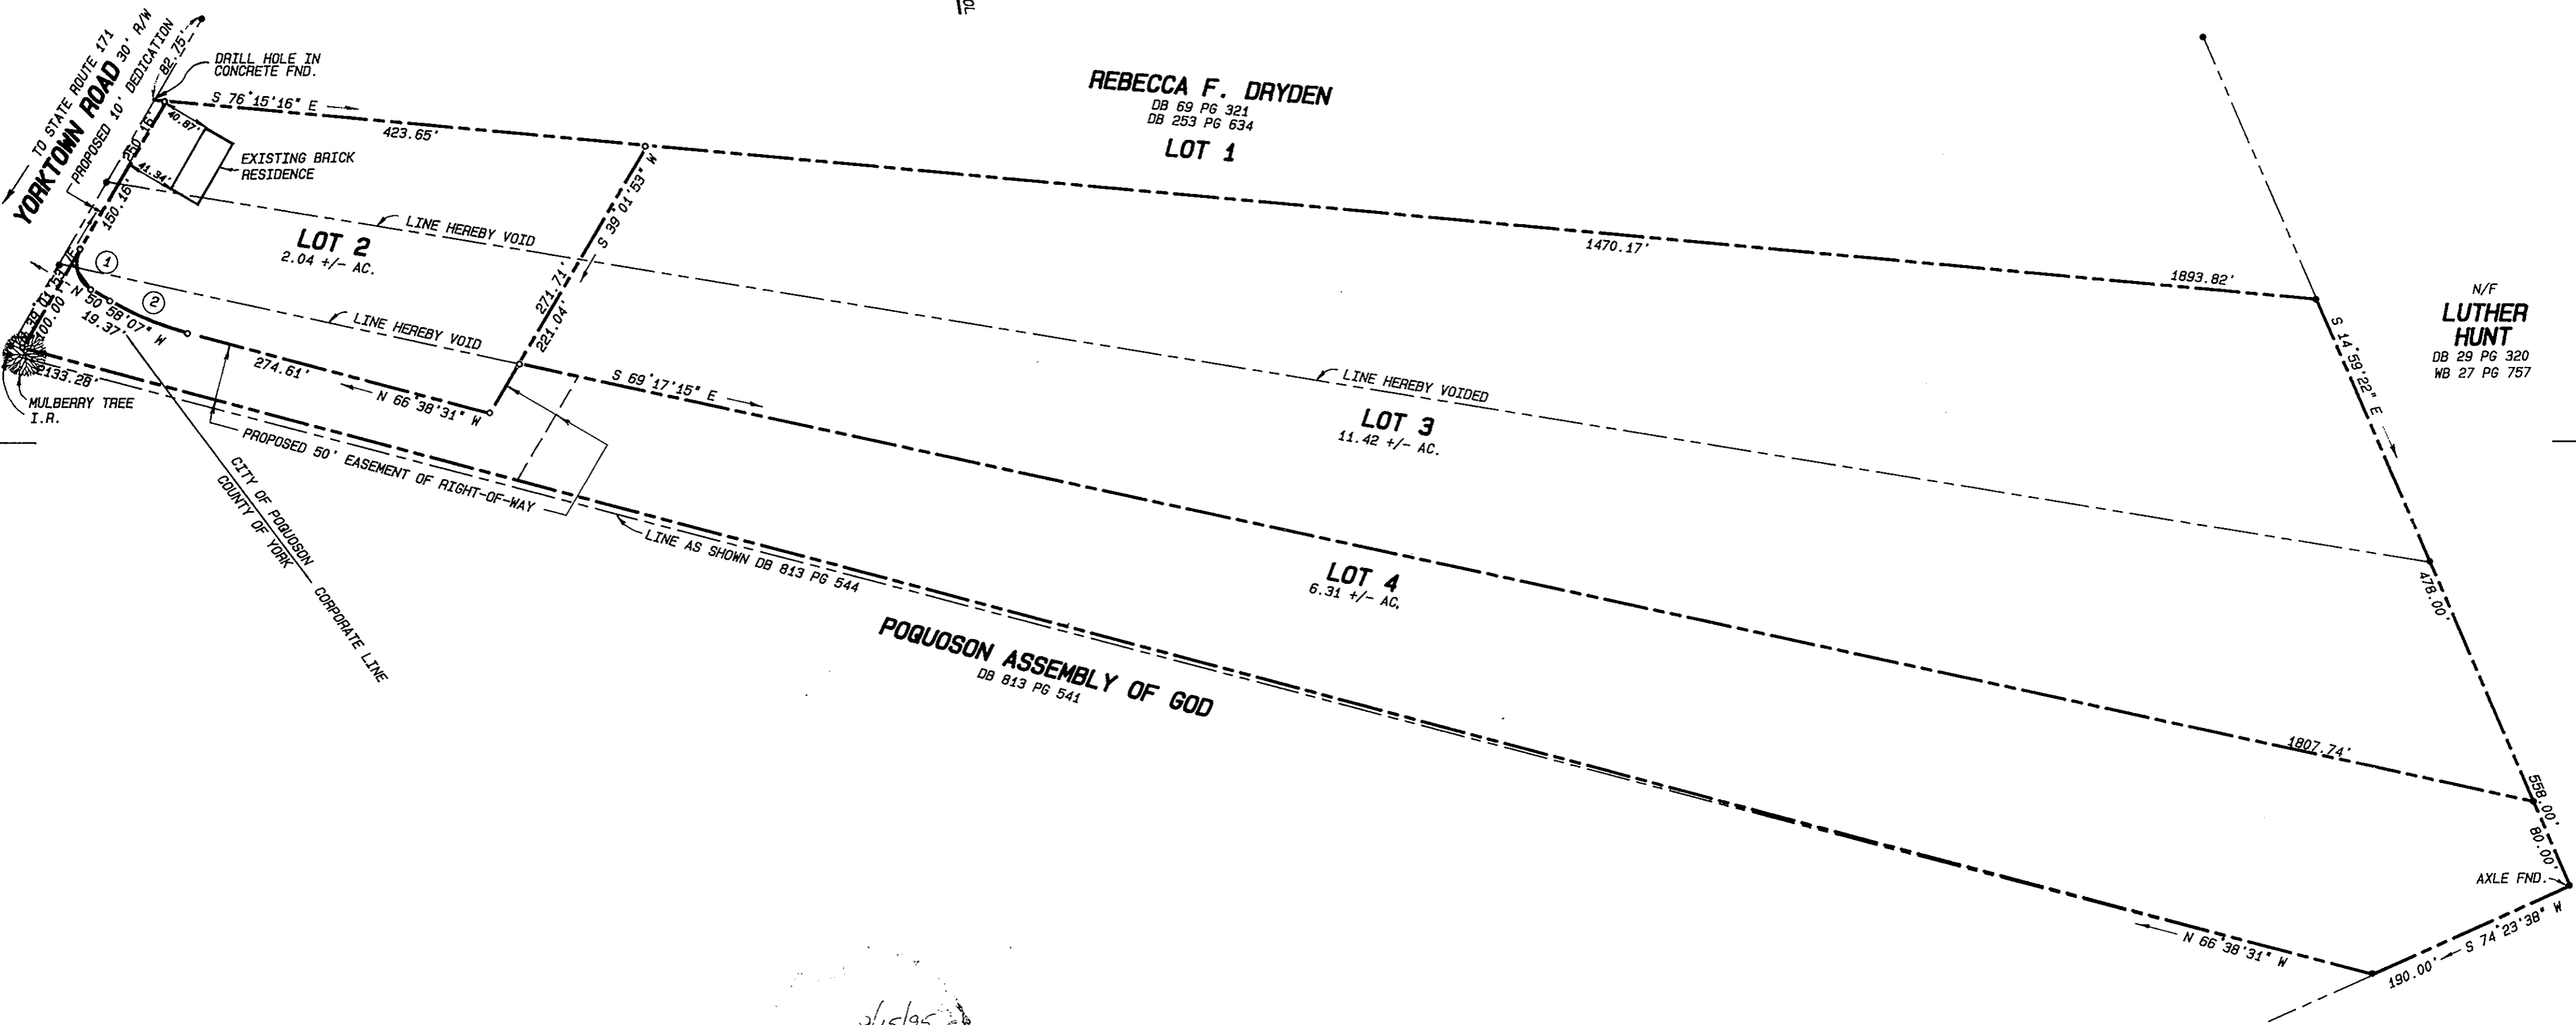 TO STATE ROUTE 171
YORKTOWN ROAD 30' R/W
PROPOSED 10' DEDICATION
82.75'
DRILL HOLE IN
CONCRETE FND.
S 76°15'16" E
423.65'
250.16'
40.87'
41.34'
150.16'
EXISTING BRICK
RESIDENCE
REBECCA F. DRYDEN
DB 69 PG 321
DB 253 PG 634
LOT 1
1470.17'
1893.82'
N/F
LUTHER
HUNT
DB 29 PG 320
WB 27 PG 757
S 14°59'22" E
LINE HEREBY VOID
LOT 2
2.04 +/- AC.
S 39°01'53" W
271.71'
221.04'
1
2
100.00'
N 50°58'07" W
19.37'
LINE HEREBY VOID
274.61'
N 66°38'31" W
2133.28'
MULBERRY TREE
I.R.
PROPOSED 50' EASEMENT OF RIGHT-OF-WAY
S 69°17'15" E
LINE HEREBY VOIDED
LOT 3
11.42 +/- AC.
478.00'
CITY OF POQUOSON
COUNTY OF YORK
CORPORATE LINE
LINE AS SHOWN DB 813 PG 544
LOT 4
6.31 +/- AC.
POQUOSON ASSEMBLY OF GOD
DB 813 PG 541
1807.74'
558.00'
80.00'
AXLE FND.
N 66°38'31" W
S 74°23'38" W
190.00'